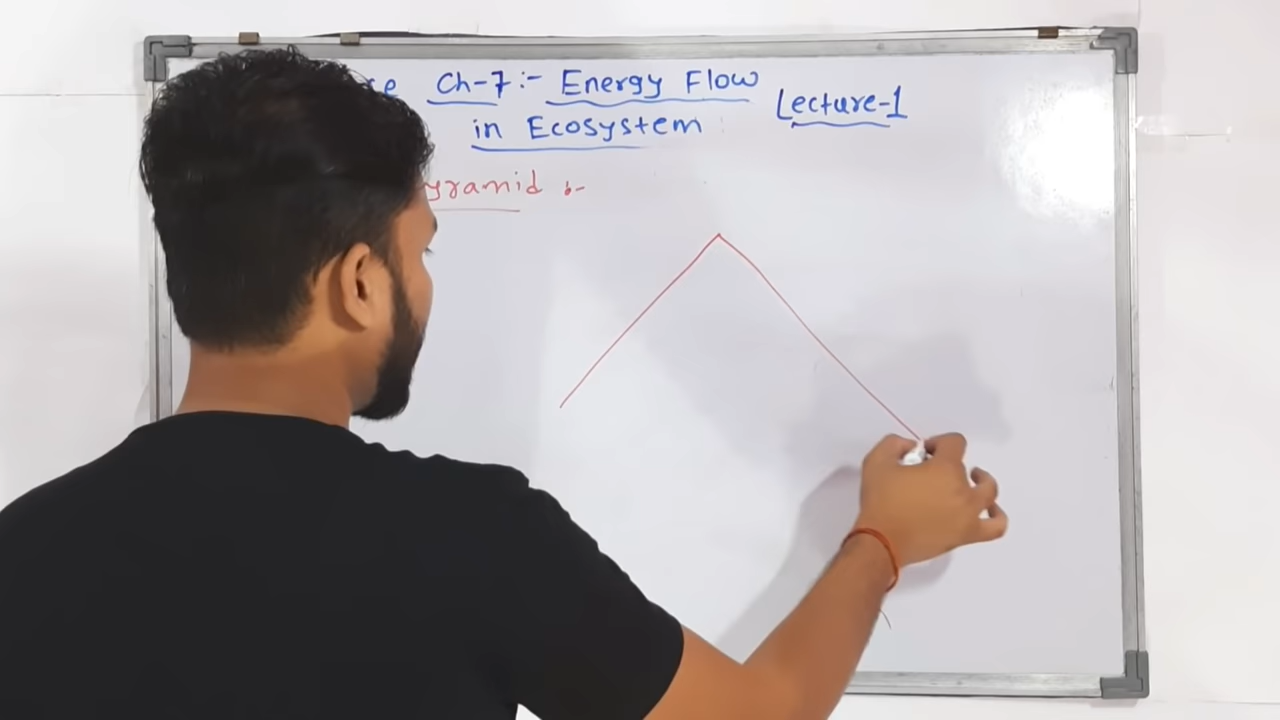 Ch-7:- Energy Flow
in Ecosystem
Lecture-1
:-